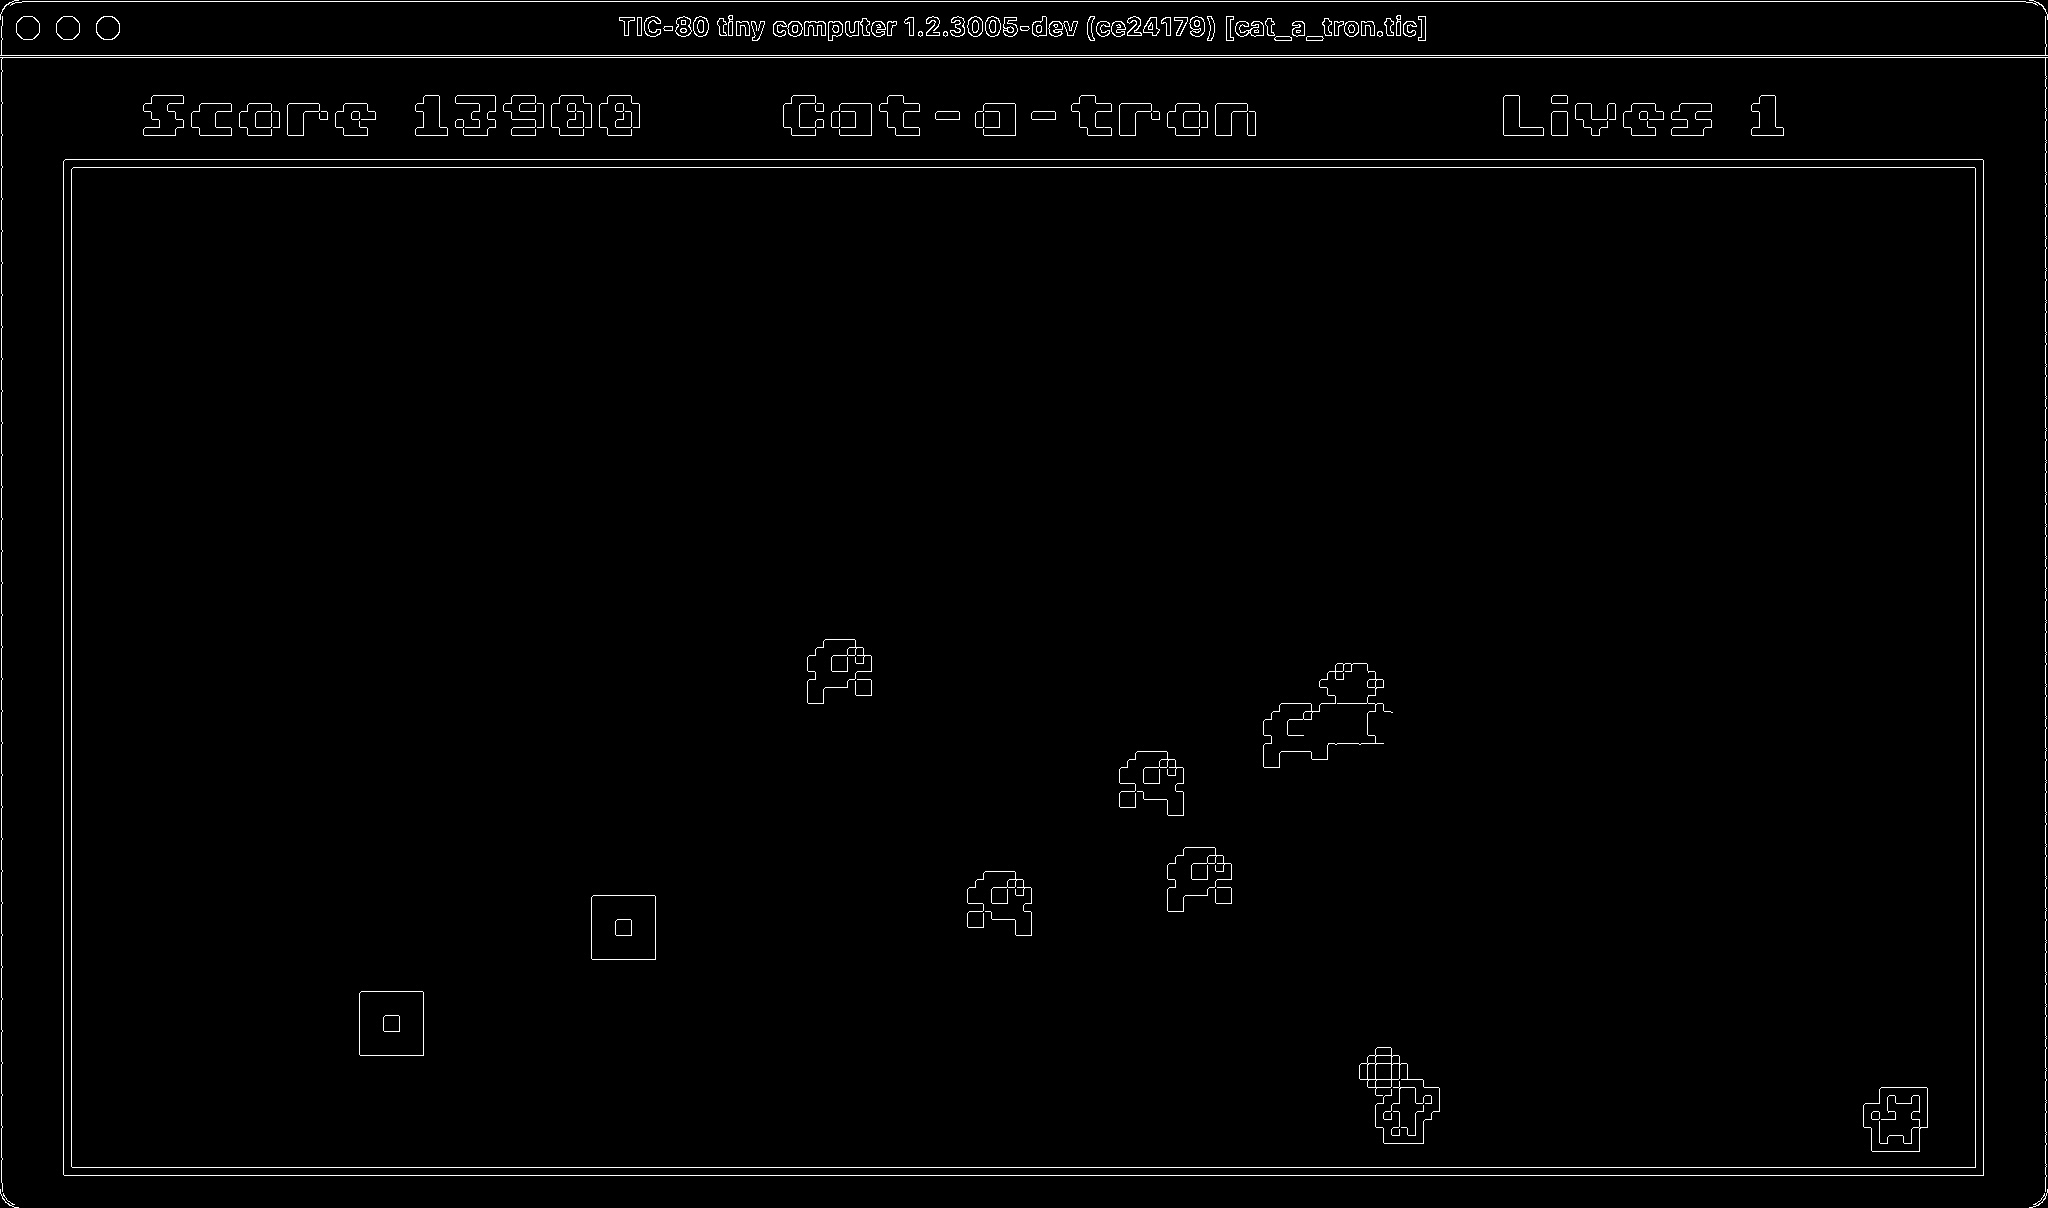 TIC-80 tiny computer 1.2.3005-dev (ce24179) [cat_a_tron.tic]
Score 13900 Cat-a-tron Lives 1